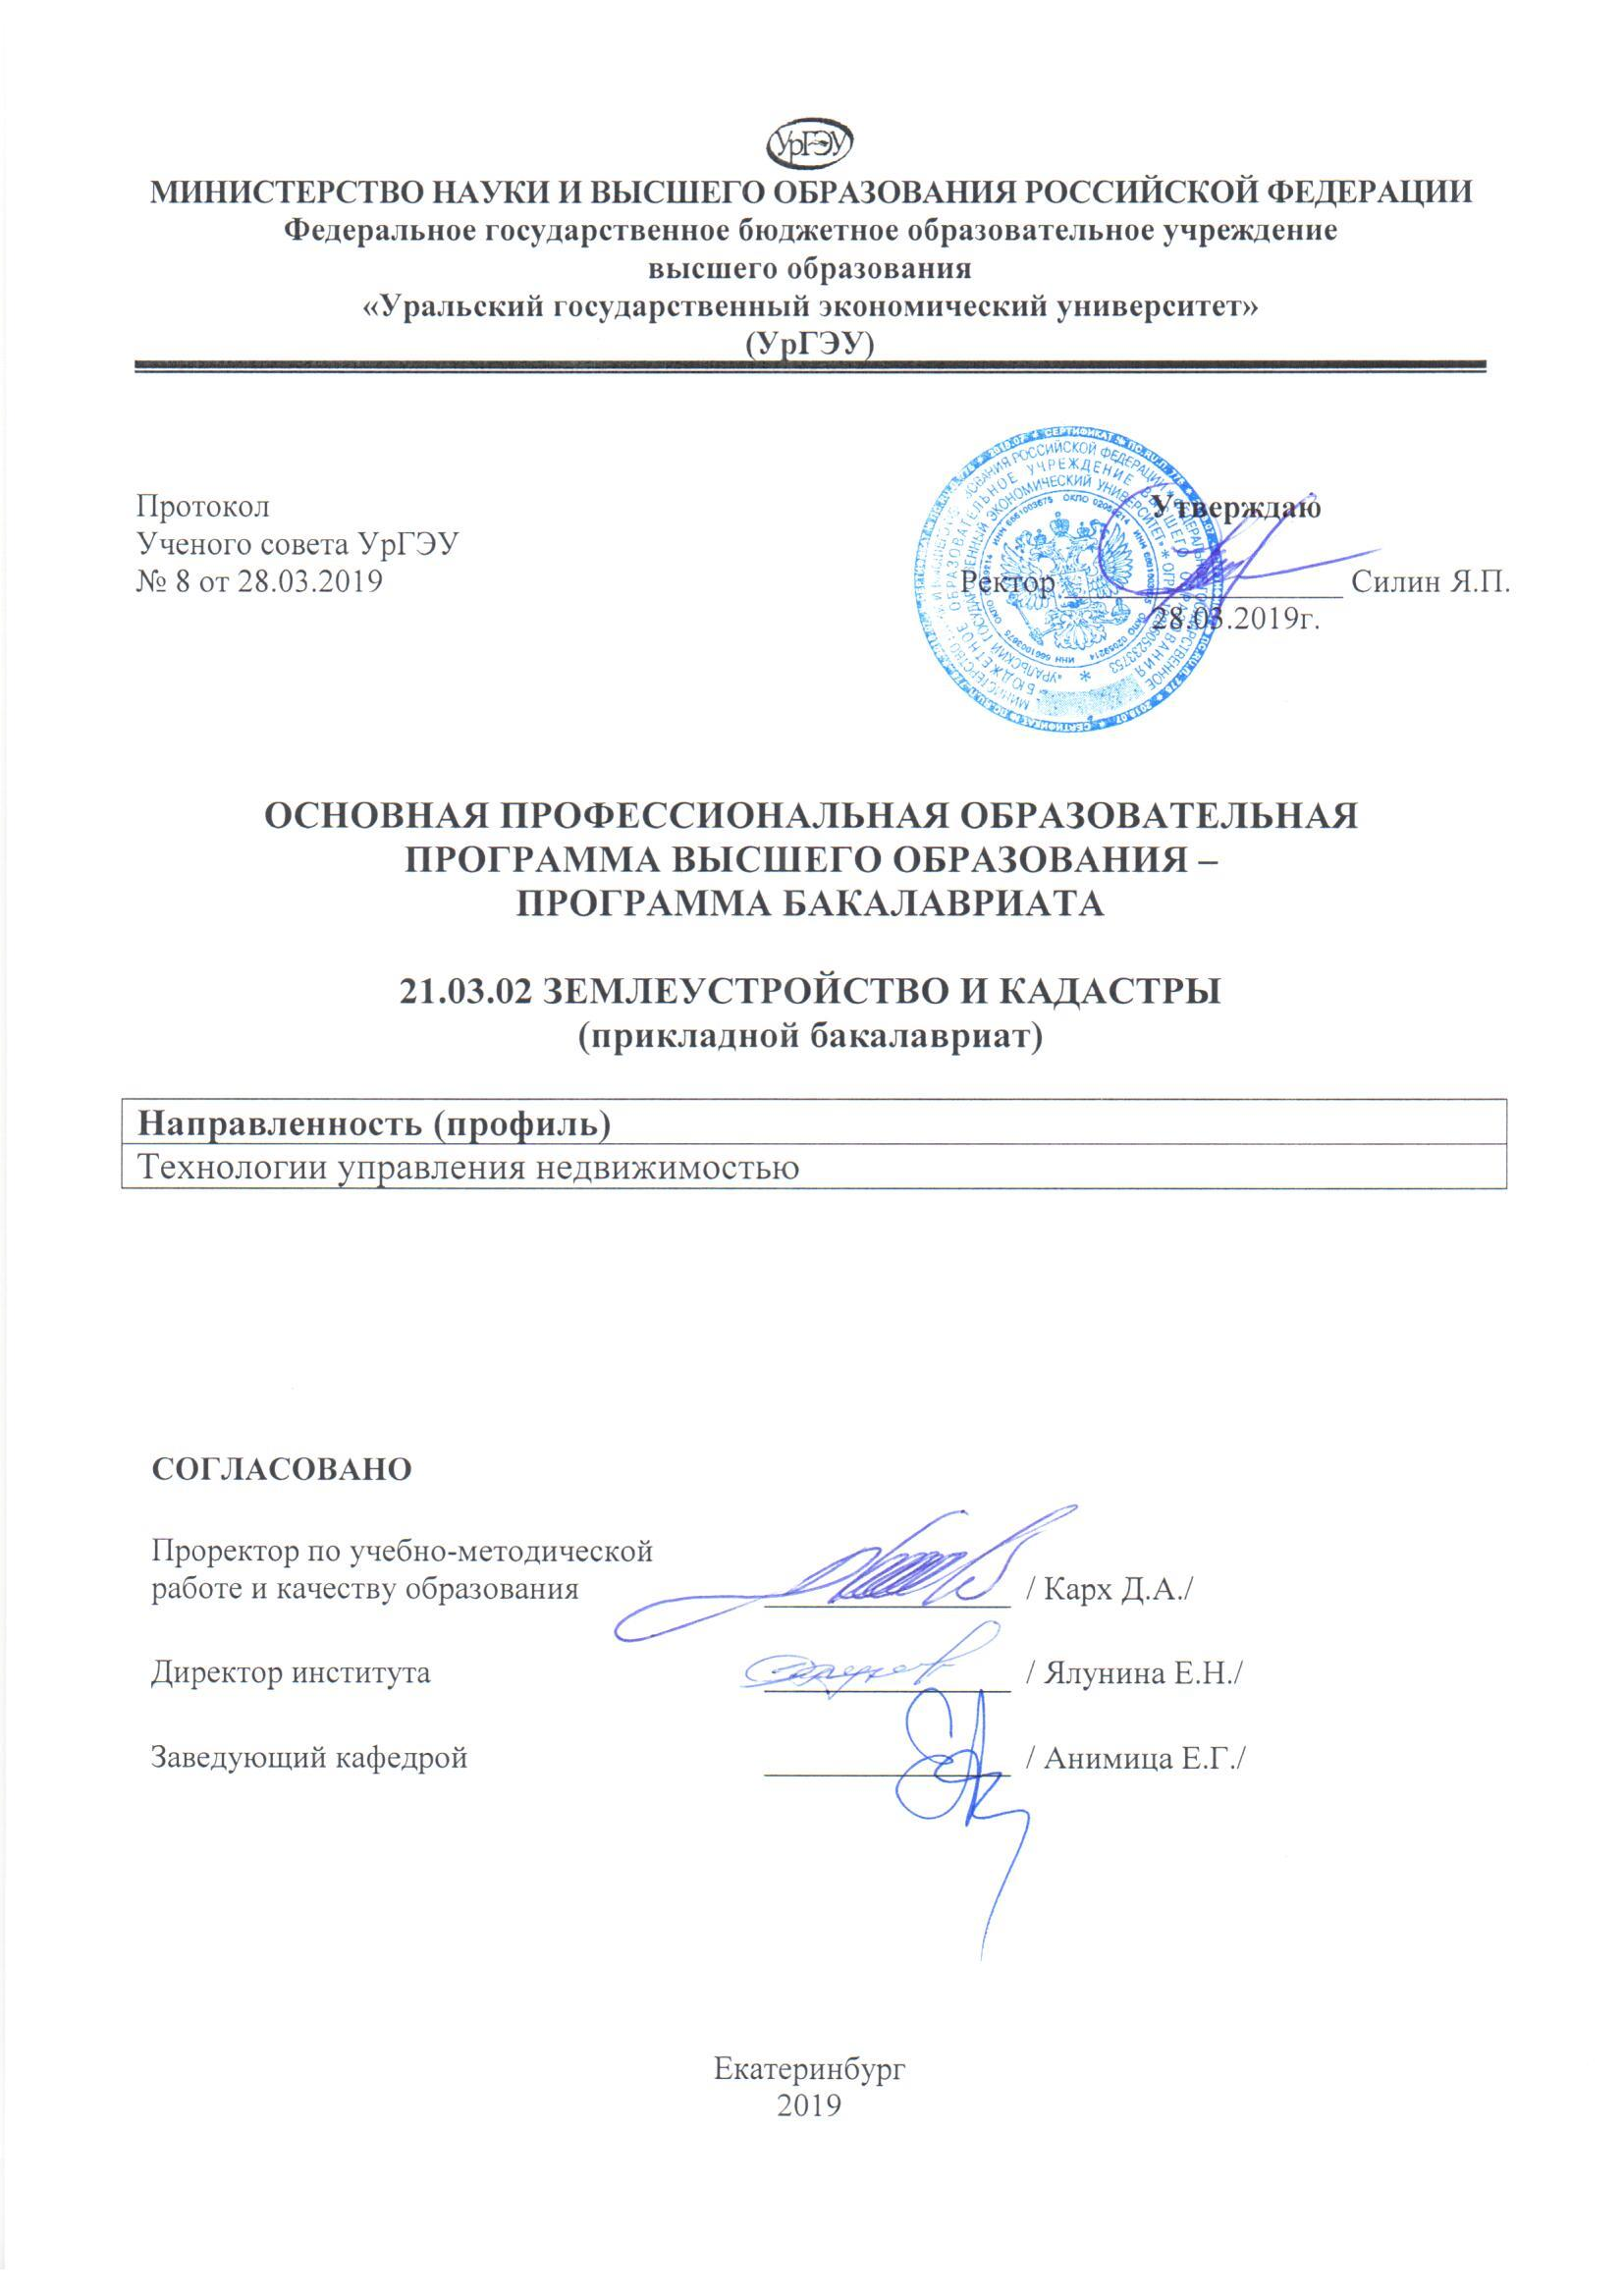 УрГЭУ
МИНИСТЕРСТВО НАУКИ И ВЫСШЕГО ОБРАЗОВАНИЯ РОССИЙСКОЙ ФЕДЕРАЦИИ
Федеральное государственное бюджетное образовательное учреждение
высшего образования
«Уральский государственный экономический университет»
(УрГЭУ)
Протокол
Ученого совета УрГЭУ
№ 8 от 28.03.2019
Утверждаю
Ректор Силин Я.П.
28.03.2019г.
ОСНОВНАЯ ПРОФЕССИОНАЛЬНАЯ ОБРАЗОВАТЕЛЬНАЯ
ПРОГРАММА ВЫСШЕГО ОБРАЗОВАНИЯ –
ПРОГРАММА БАКАЛАВРИАТА
21.03.02 ЗЕМЛЕУСТРОЙСТВО И КАДАСТРЫ
(прикладной бакалавриат)
Направленность (профиль)
Технологии управления недвижимостью
СОГЛАСОВАНО
Проректор по учебно-методической
работе и качеству образования / Карх Д.А./
Директор института / Ялунина Е.Н./
Заведующий кафедрой / Анимица Е.Г./
Екатеринбург
2019